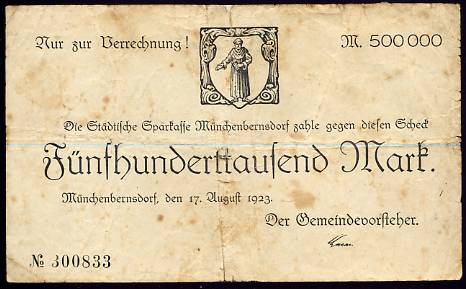 Nur zur Verrechnung! M. 500 000
Die Städtische Sparkasse Münchenbernsdorf zahle gegen diesen Scheck
Fünfhunderttausend Mark.
Münchenbernsdorf, den 17. August 1923.
Der Gemeindevorsteher.
№ 300833